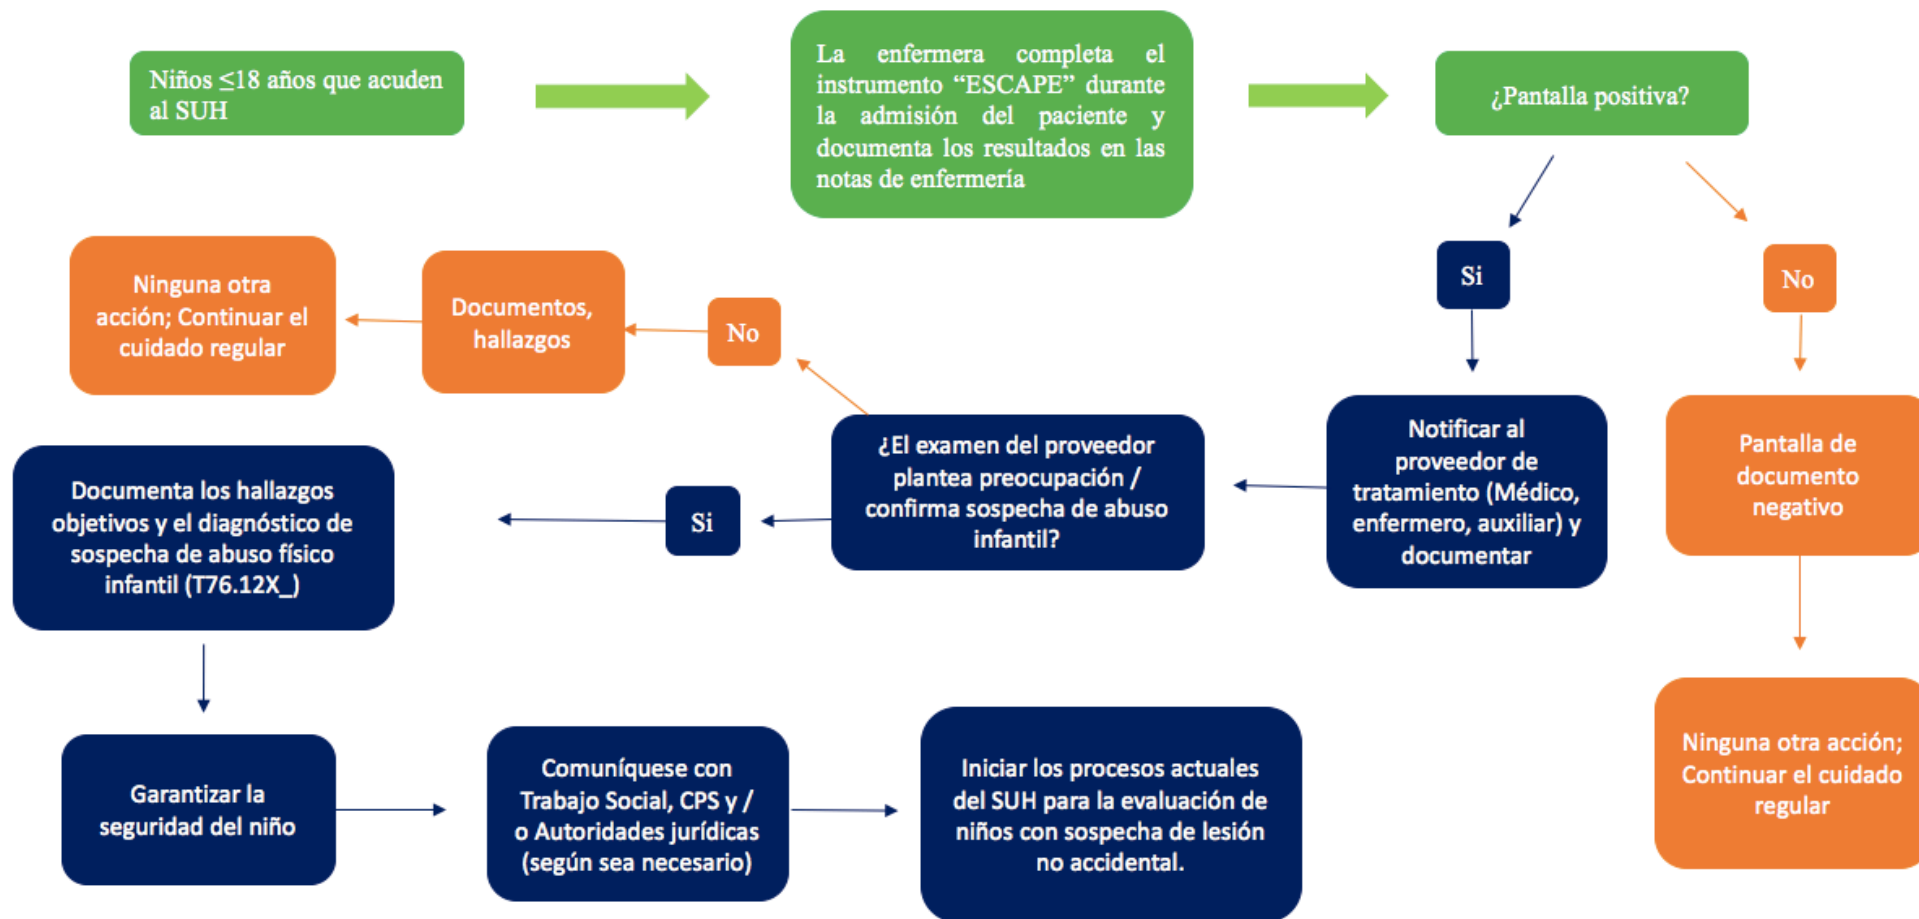 Niños ≤18 años que acuden
al SUH
La enfermera completa el
instrumento “ESCAPE” durante
la admisión del paciente y
documenta los resultados en las
notas de enfermería
¿Pantalla positiva?
Si
No
Ninguna otra
acción; Continuar el
cuidado regular
Documentos,
hallazgos
No
¿El examen del proveedor
plantea preocupación /
confirma sospecha de abuso
infantil?
Notificar al
proveedor de
tratamiento (Médico,
enfermero, auxiliar) y
documentar
Pantalla de
documento
negativo
Documenta los hallazgos
objetivos y el diagnóstico de
sospecha de abuso físico
infantil (T76.12X_)
Si
Garantizar la
seguridad del niño
Comuníquese con
Trabajo Social, CPS y /
o Autoridades jurídicas
(según sea necesario)
Iniciar los procesos actuales
del SUH para la evaluación de
niños con sospecha de lesión
no accidental.
Ninguna otra acción;
Continuar el cuidado
regular